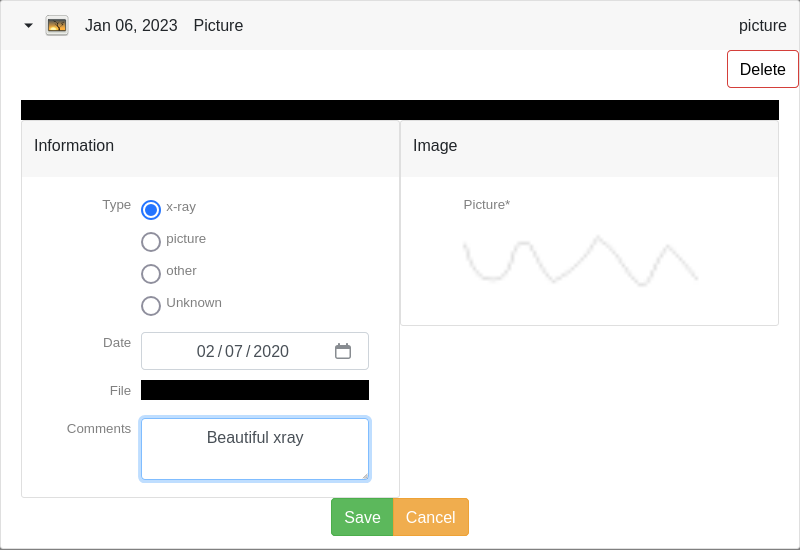 Jan 06, 2023 Picture picture
Delete
Information
Type
x-ray
picture
other
Unknown
Date 02/07/2020
File
Comments Beautiful xray
Image
Picture*
Save Cancel